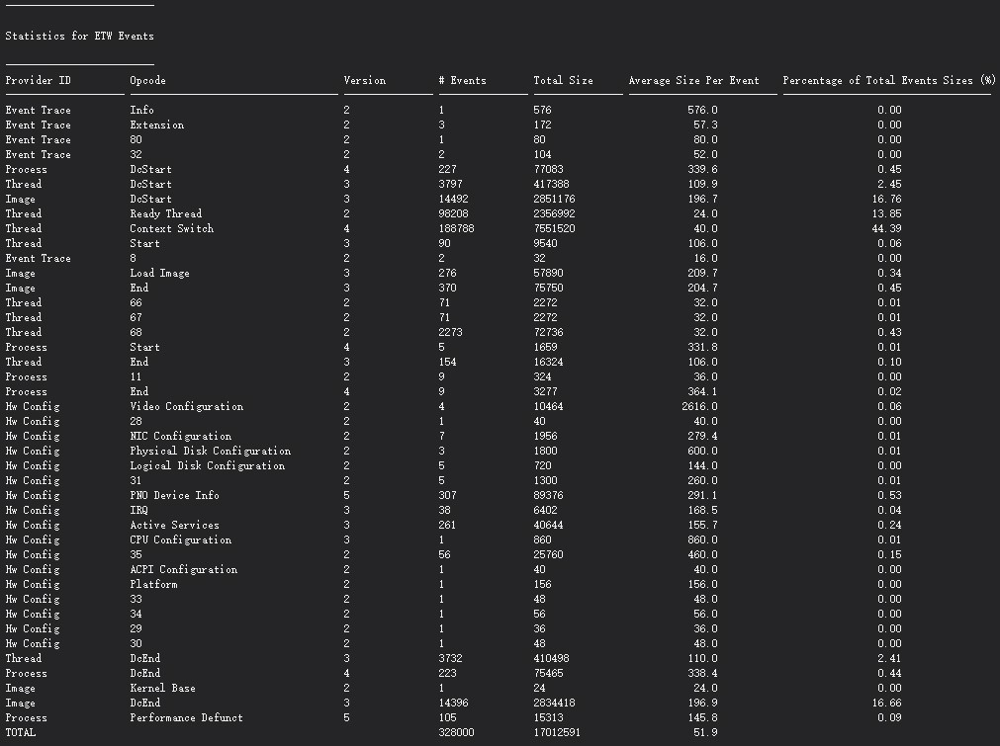 Statistics for ETW Events
Provider ID Opcode Version # Events Total Size Average Size Per Event Percentage of Total Events Sizes (%)
Event Trace Info 2 1 576 576.0 0.00
Event Trace Extension 2 3 172 57.3 0.00
Event Trace 80 2 1 80 80.0 0.00
Event Trace 32 2 2 104 52.0 0.00
Process DcStart 4 227 77083 339.6 0.45
Thread DcStart 3 3797 417388 109.9 2.45
Image DcStart 3 14492 2851176 196.7 16.76
Thread Ready Thread 2 98208 2356992 24.0 13.85
Thread Context Switch 4 188788 7551520 40.0 44.39
Thread Start 3 90 9540 106.0 0.06
Event Trace 8 2 2 32 16.0 0.00
Image Load Image 3 276 57890 209.7 0.34
Image End 3 370 75750 204.7 0.45
Thread 66 2 71 2272 32.0 0.01
Thread 67 2 71 2272 32.0 0.01
Thread 68 2 2273 72736 32.0 0.43
Process Start 4 5 1659 331.8 0.01
Thread End 3 154 16324 106.0 0.10
Process 11 2 9 324 36.0 0.00
Process End 4 9 3277 364.1 0.02
Hw Config Video Configuration 2 4 10464 2616.0 0.06
Hw Config 28 2 1 40 40.0 0.00
Hw Config NIC Configuration 2 7 1956 279.4 0.01
Hw Config Physical Disk Configuration 2 3 1800 600.0 0.01
Hw Config Logical Disk Configuration 2 5 720 144.0 0.00
Hw Config 31 2 5 1300 260.0 0.01
Hw Config PNO Device Info 5 307 89376 291.1 0.53
Hw Config IRQ 3 38 6402 168.5 0.04
Hw Config Active Services 3 261 40644 155.7 0.24
Hw Config CPU Configuration 3 1 860 860.0 0.01
Hw Config 35 2 56 25760 460.0 0.15
Hw Config ACPI Configuration 2 1 40 40.0 0.00
Hw Config Platform 2 1 156 156.0 0.00
Hw Config 33 2 1 48 48.0 0.00
Hw Config 34 2 1 56 56.0 0.00
Hw Config 29 2 1 36 36.0 0.00
Hw Config 30 2 1 48 48.0 0.00
Thread DcEnd 3 3732 410498 110.0 2.41
Process DcEnd 4 223 75465 338.4 0.44
Image Kernel Base 2 1 24 24.0 0.00
Image DcEnd 3 14396 2834418 196.9 16.66
Process Performance Defunct 5 105 15313 145.8 0.09
TOTAL 328000 17012591 51.9